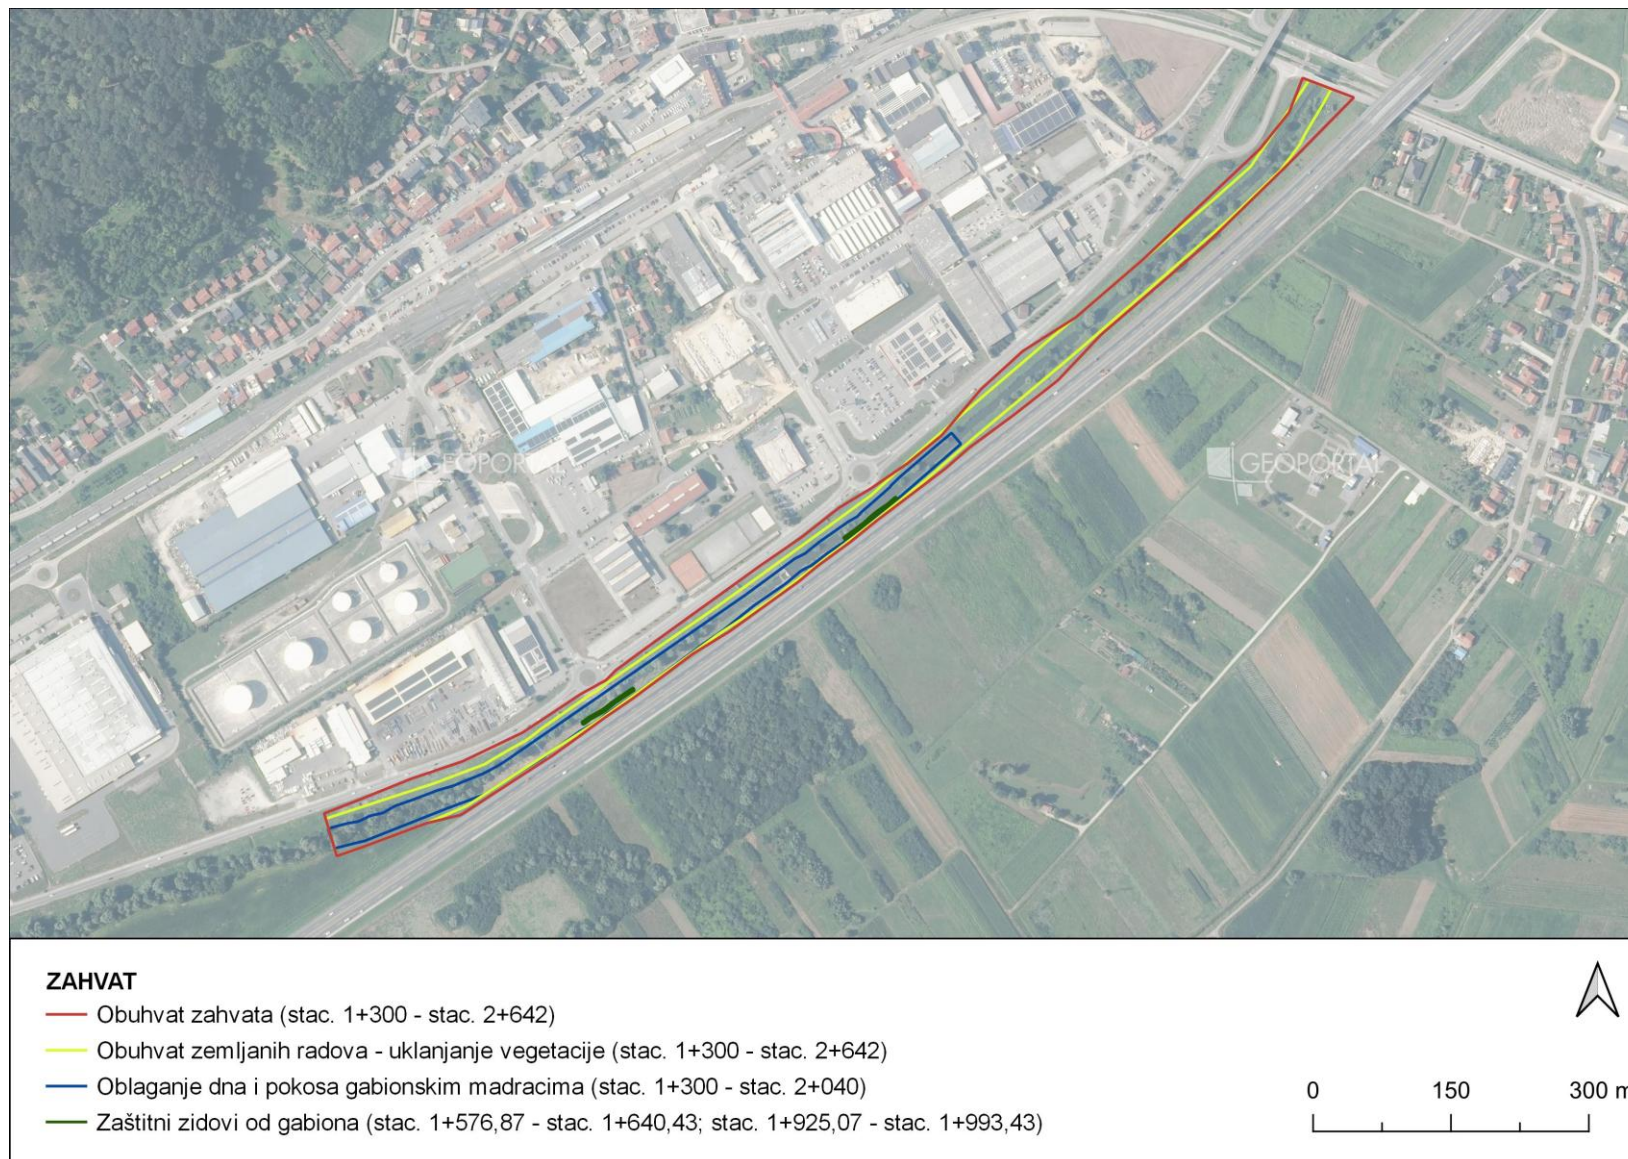 GEOPORTAL
GEOPORTAL
ZAHVAT
Obuhvat zahvata (stac. 1+300 - stac. 2+642)
Obuhvat zemljanih radova - uklanjanje vegetacije (stac. 1+300 - stac. 2+642)
Oblaganje dna i pokosa gabionskim madracima (stac. 1+300 - stac. 2+040)
Zaštitni zidovi od gabiona (stac. 1+576,87 - stac. 1+640,43; stac. 1+925,07 - stac. 1+993,43)
0 150 300 m